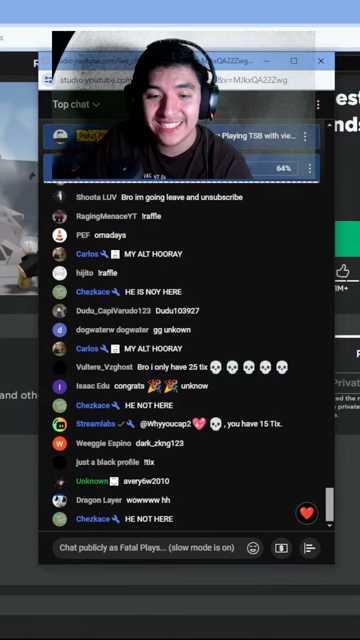 Top chat
Playing TSB with vie...
64%
Shoota LUV Bro im going leave and unsubscribe
RagingMenaceYT !raffle
PEF omadays
Carlos MY ALT HOORAY
hijito !raffle
Chezkace HE IS NOY HERE
Dudu_CapiVarudo123 Dudu103927
dogwaterw dogwater gg unkown
Carlos MY ALT HOORAY
Vultere_Vzghost Bro i only have 25 tix 💀💀💀💀💀
Isaac Edu congrats 🎉🎉 unknow
Chezkace HE NOT HERE
Streamlabs @Whyyoucap2 💖💀, you have 15 Tix.
Weeggie Espino dark_zkng123
just a black profile !tix
Unknown avery6w2010
Dragon Layer wowwww hh
Chezkace HE NOT HERE
Chat publicly as Fatal Plays... (slow mode is on)